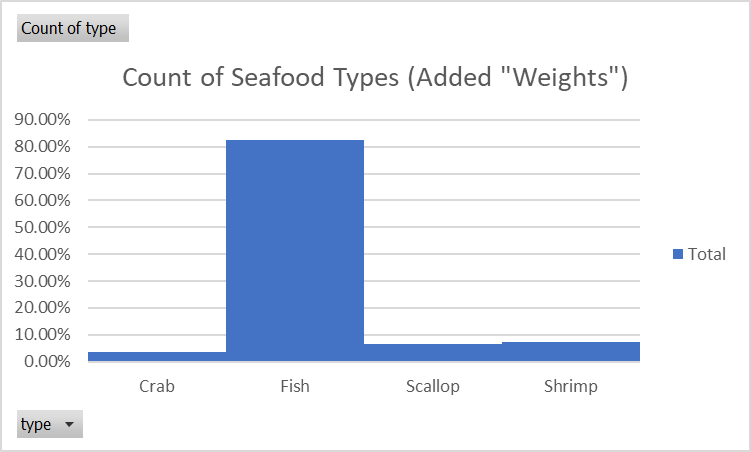 Count of type
Count of Seafood Types (Added "Weights")
90.00%
80.00%
70.00%
60.00%
50.00%
40.00%
30.00%
20.00%
10.00%
0.00%
Crab Fish Scallop Shrimp
Total
type